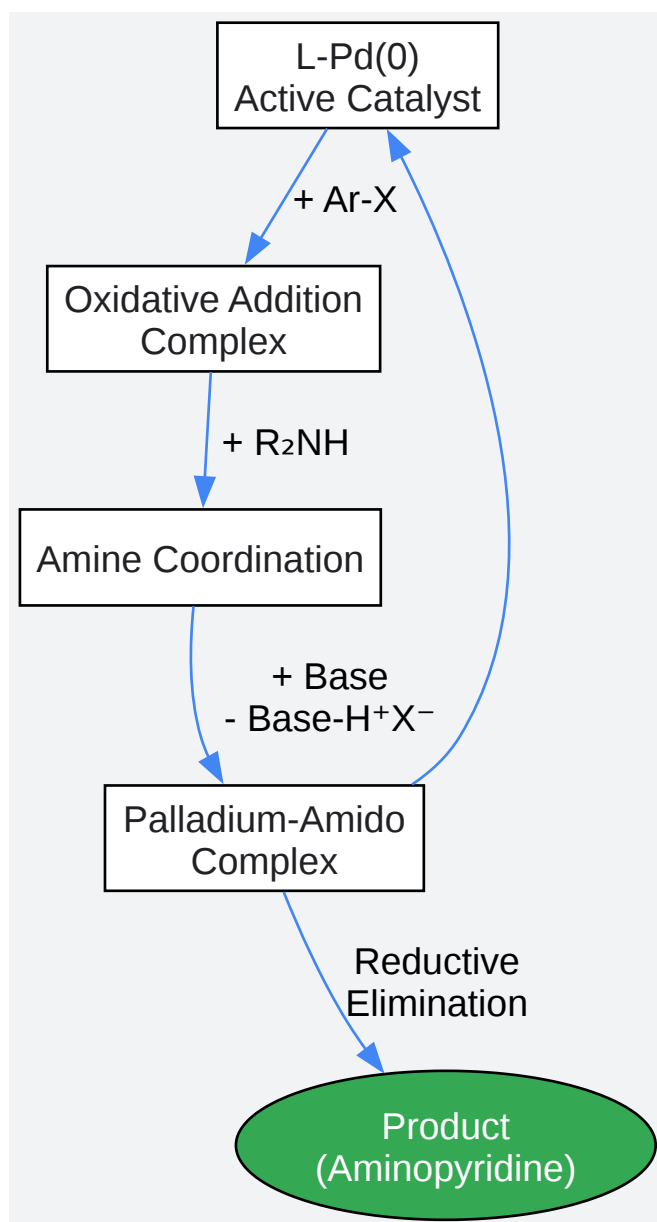 L-Pd(0)
Active Catalyst
+ Ar-X
Oxidative Addition
Complex
+ R₂NH
Amine Coordination
+ Base
- Base-H⁺X⁻
Palladium-Amido
Complex
Reductive
Elimination
Product
(Aminopyridine)